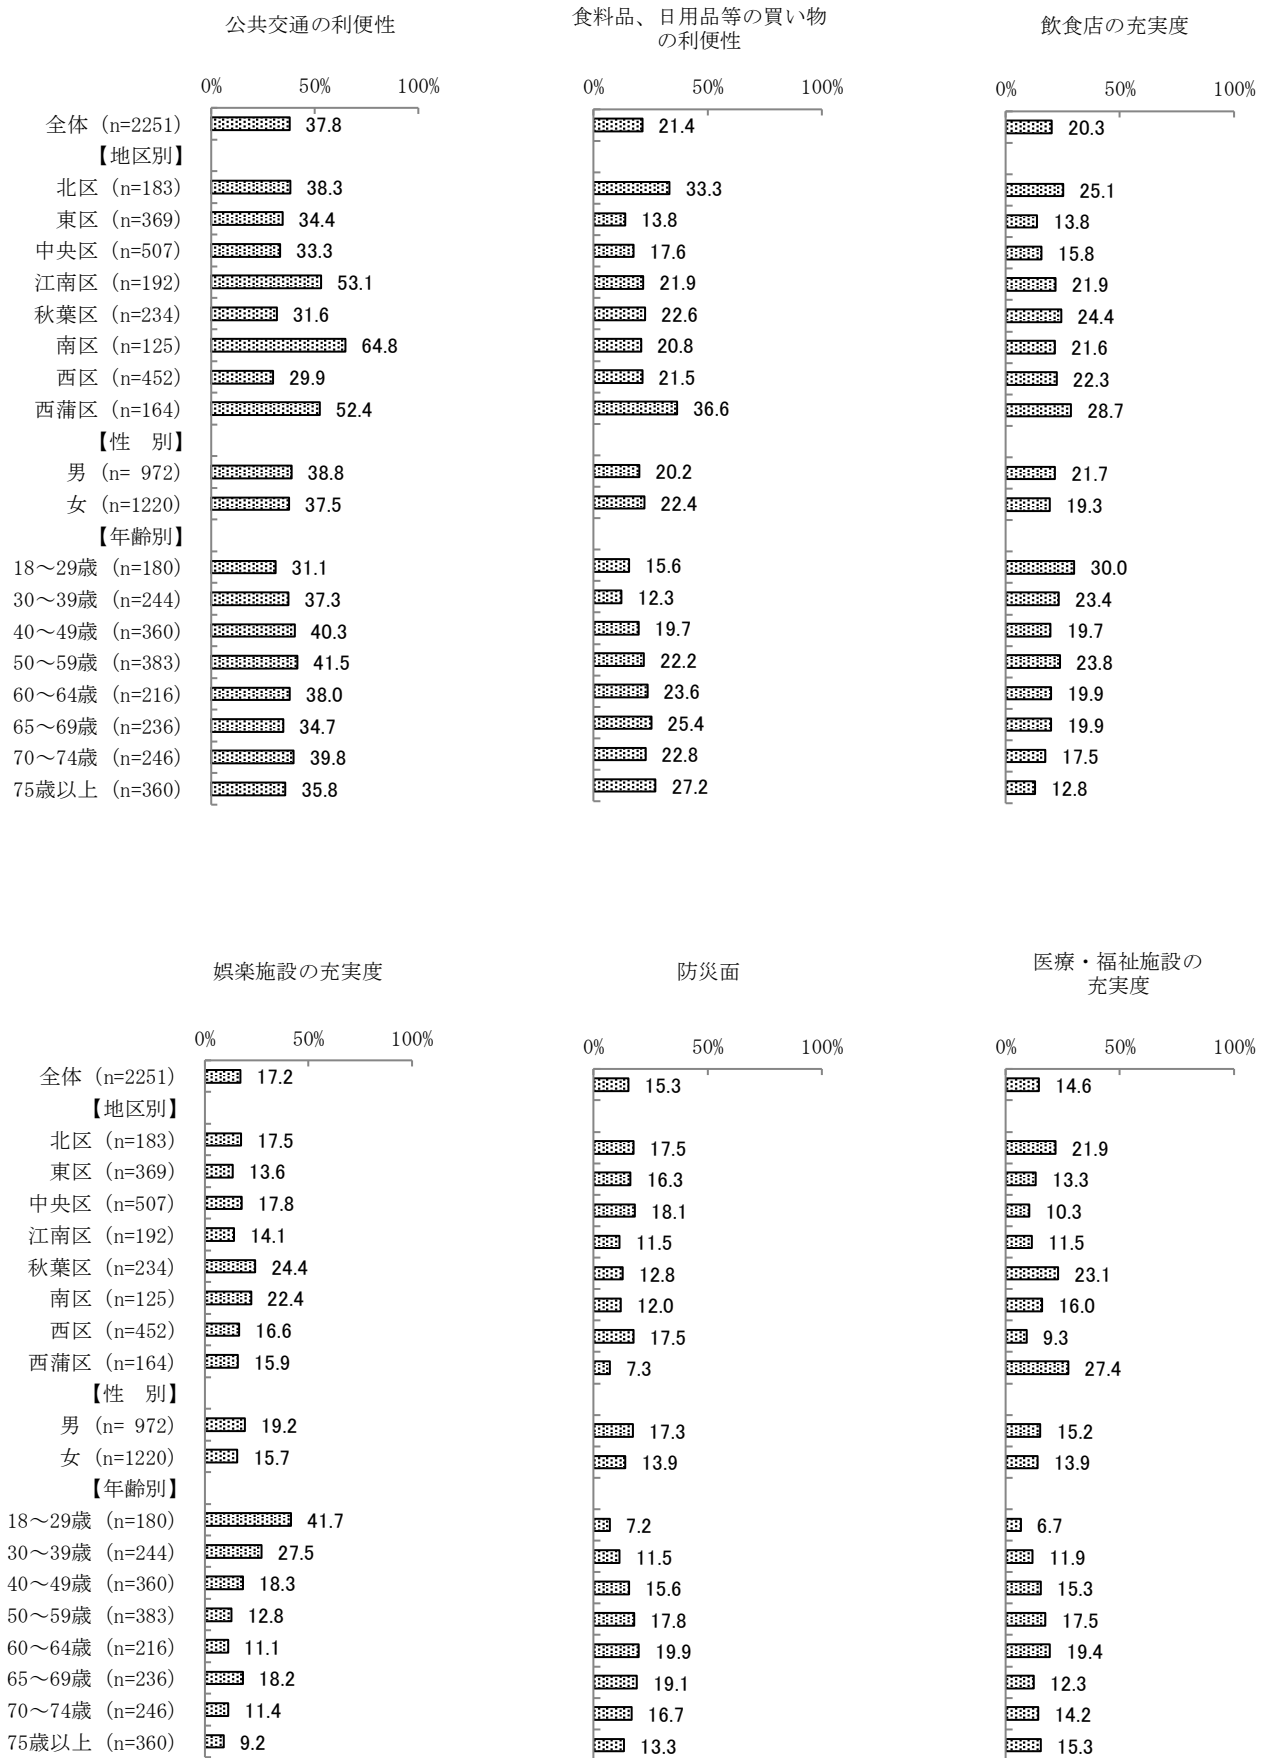 公共交通の利便性
食料品、日用品等の買い物
の利便性
飲食店の充実度
0% 50% 100% 0% 50% 100% 0% 50% 100%
全体 (n=2251) 37.8 21.4 20.3
【地区別】
北区 (n=183) 38.3 33.3 25.1
東区 (n=369) 34.4 13.8 13.8
中央区 (n=507) 33.3 17.6 15.8
江南区 (n=192) 53.1 21.9 21.9
秋葉区 (n=234) 31.6 22.6 24.4
南区 (n=125) 64.8 20.8 21.6
西区 (n=452) 29.9 21.5 22.3
西蒲区 (n=164) 52.4 36.6 28.7
【性　別】
男 (n= 972) 38.8 20.2 21.7
女 (n=1220) 37.5 22.4 19.3
【年齢別】
18～29歳 (n=180) 31.1 15.6 30.0
30～39歳 (n=244) 37.3 12.3 23.4
40～49歳 (n=360) 40.3 19.7 19.7
50～59歳 (n=383) 41.5 22.2 23.8
60～64歳 (n=216) 38.0 23.6 19.9
65～69歳 (n=236) 34.7 25.4 19.9
70～74歳 (n=246) 39.8 22.8 17.5
75歳以上 (n=360) 35.8 27.2 12.8
娯楽施設の充実度
防災面
医療・福祉施設の
充実度
0% 50% 100% 0% 50% 100% 0% 50% 100%
全体 (n=2251) 17.2 15.3 14.6
【地区別】
北区 (n=183) 17.5 17.5 21.9
東区 (n=369) 13.6 16.3 13.3
中央区 (n=507) 17.8 18.1 10.3
江南区 (n=192) 14.1 11.5 11.5
秋葉区 (n=234) 24.4 12.8 23.1
南区 (n=125) 22.4 12.0 16.0
西区 (n=452) 16.6 17.5 9.3
西蒲区 (n=164) 15.9 7.3 27.4
【性　別】
男 (n= 972) 19.2 17.3 15.2
女 (n=1220) 15.7 13.9 13.9
【年齢別】
18～29歳 (n=180) 41.7 7.2 6.7
30～39歳 (n=244) 27.5 11.5 11.9
40～49歳 (n=360) 18.3 15.6 15.3
50～59歳 (n=383) 12.8 17.8 17.5
60～64歳 (n=216) 11.1 19.9 19.4
65～69歳 (n=236) 18.2 19.1 12.3
70～74歳 (n=246) 11.4 16.7 14.2
75歳以上 (n=360) 9.2 13.3 15.3